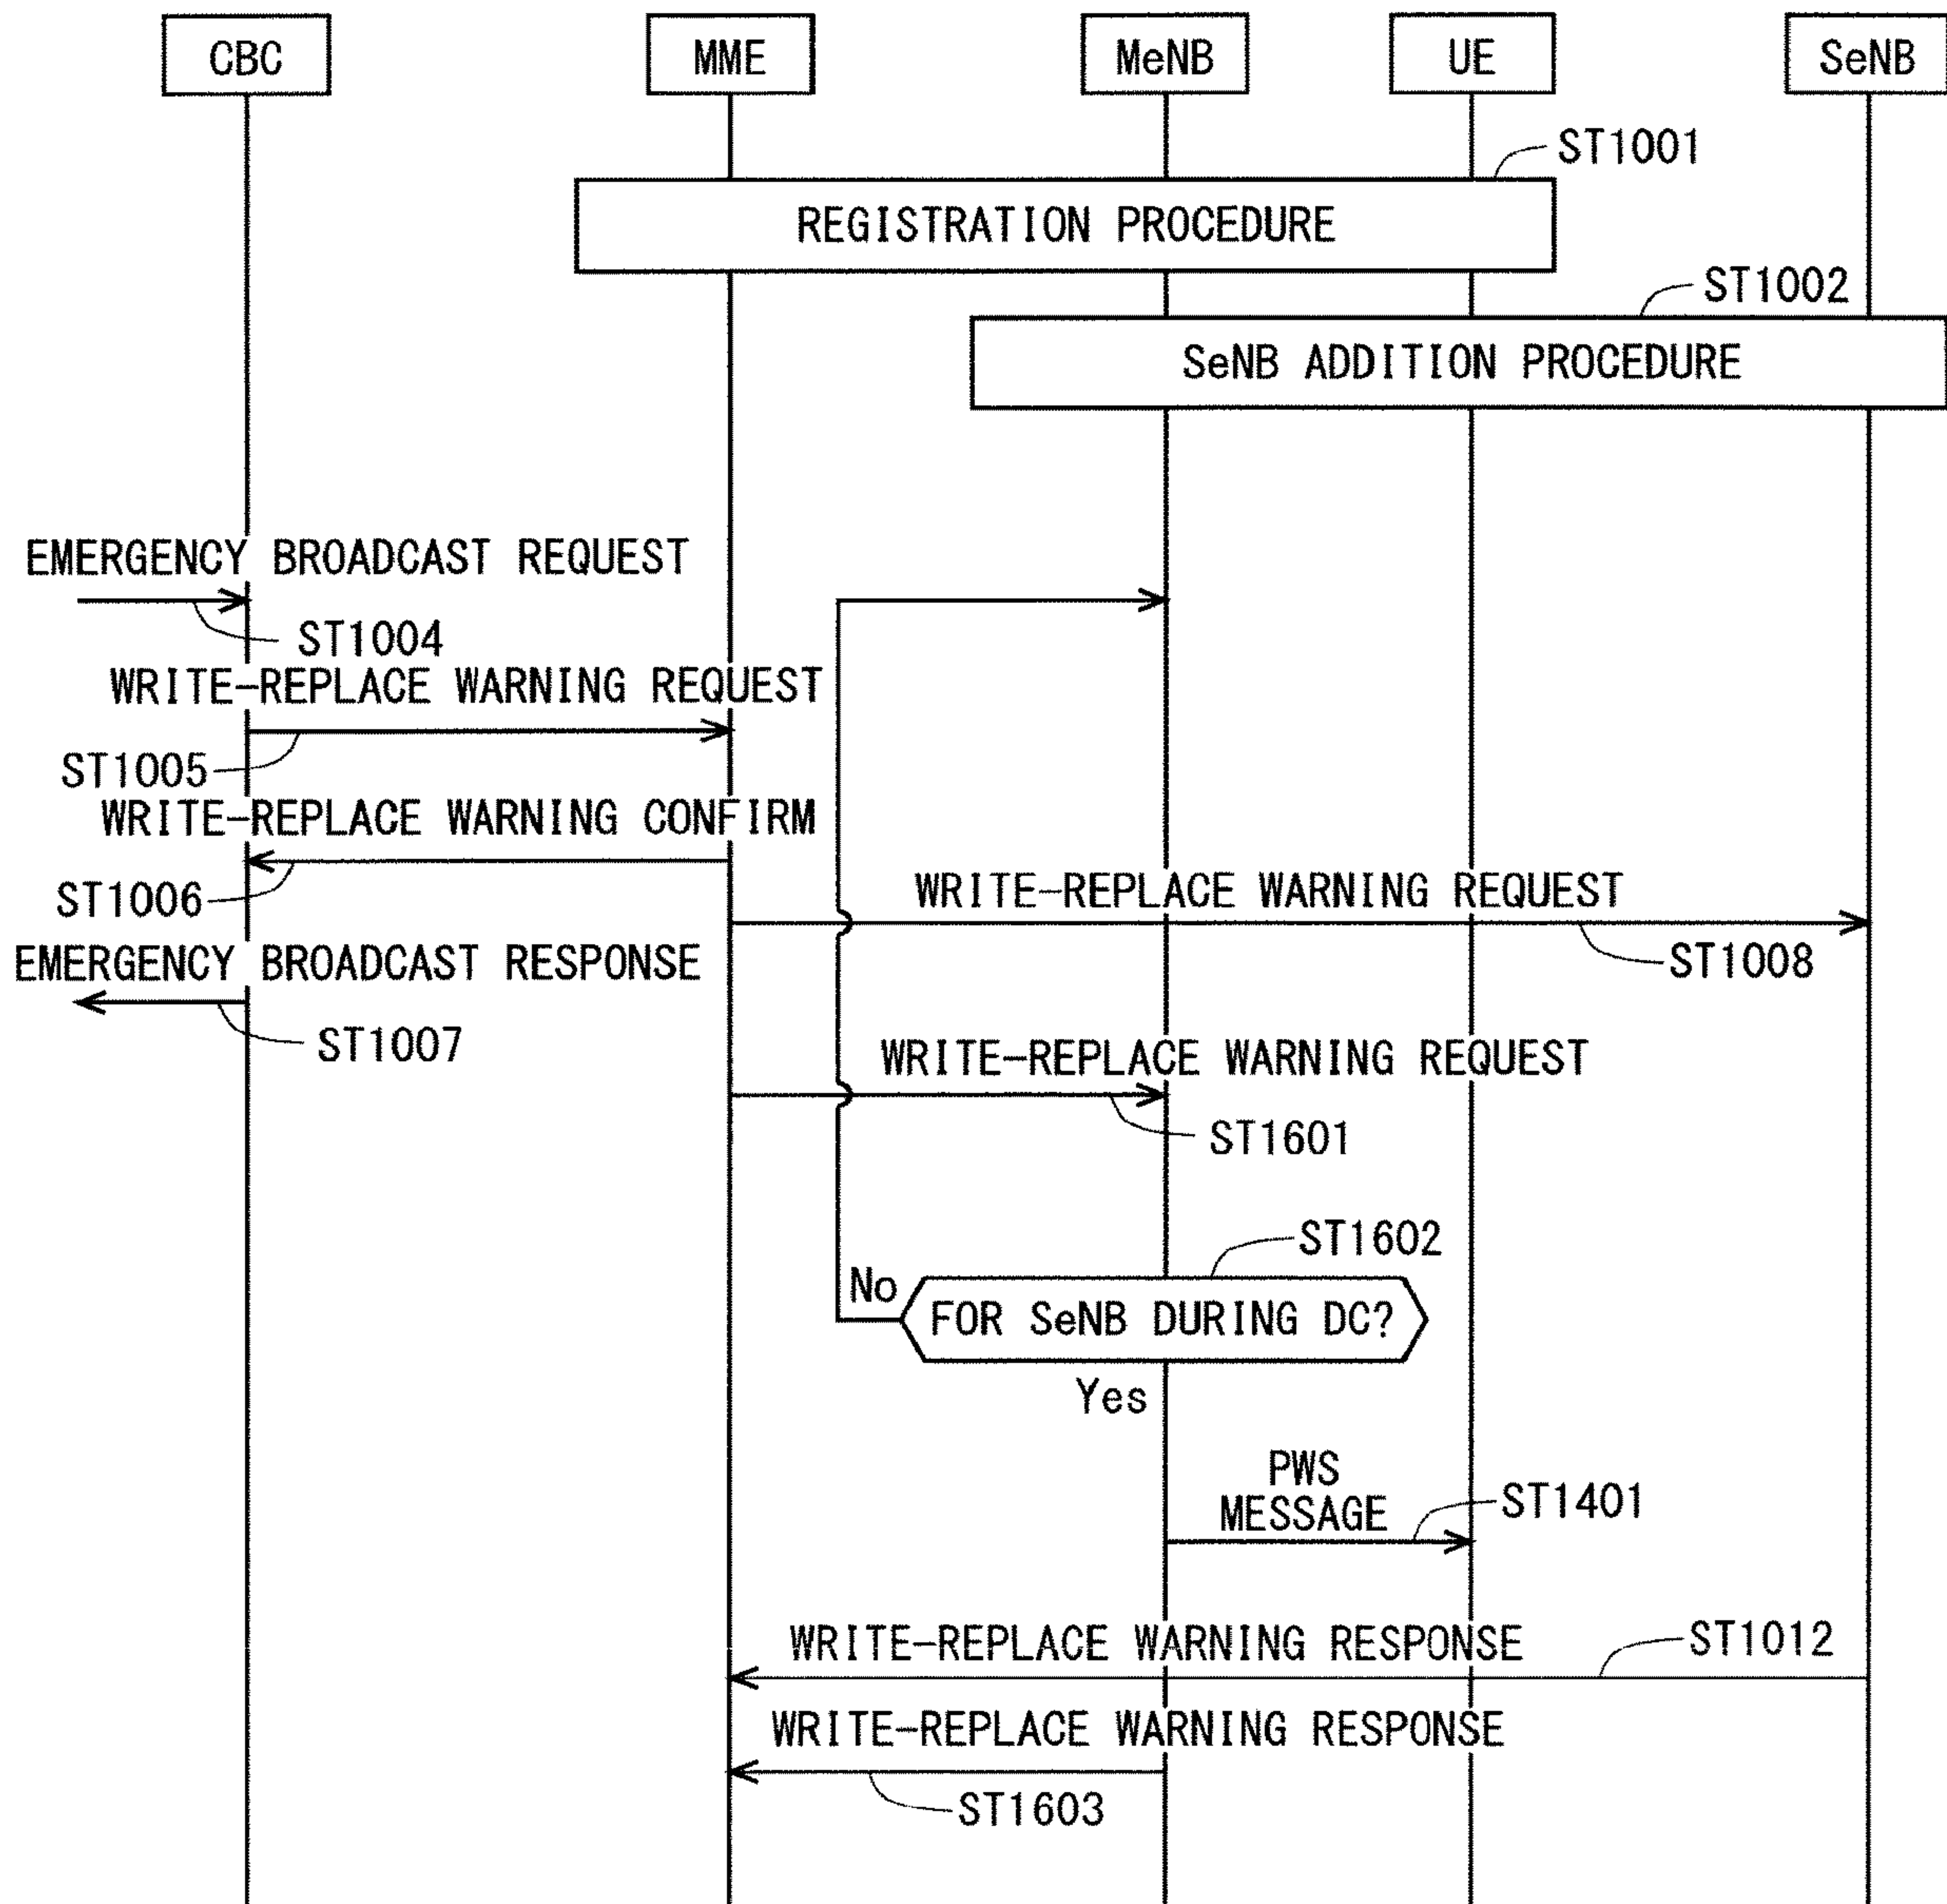 CBC
MME
MeNB
UE
SeNB
ST1001
REGISTRATION PROCEDURE
ST1002
SeNB ADDITION PROCEDURE
EMERGENCY BROADCAST REQUEST
ST1004
WRITE-REPLACE WARNING REQUEST
ST1005
WRITE-REPLACE WARNING CONFIRM
ST1006
WRITE-REPLACE WARNING REQUEST
ST1008
EMERGENCY BROADCAST RESPONSE
ST1007
WRITE-REPLACE WARNING REQUEST
ST1601
ST1602
No
FOR SeNB DURING DC?
Yes
PWS
MESSAGE
ST1401
WRITE-REPLACE WARNING RESPONSE
ST1012
WRITE-REPLACE WARNING RESPONSE
ST1603